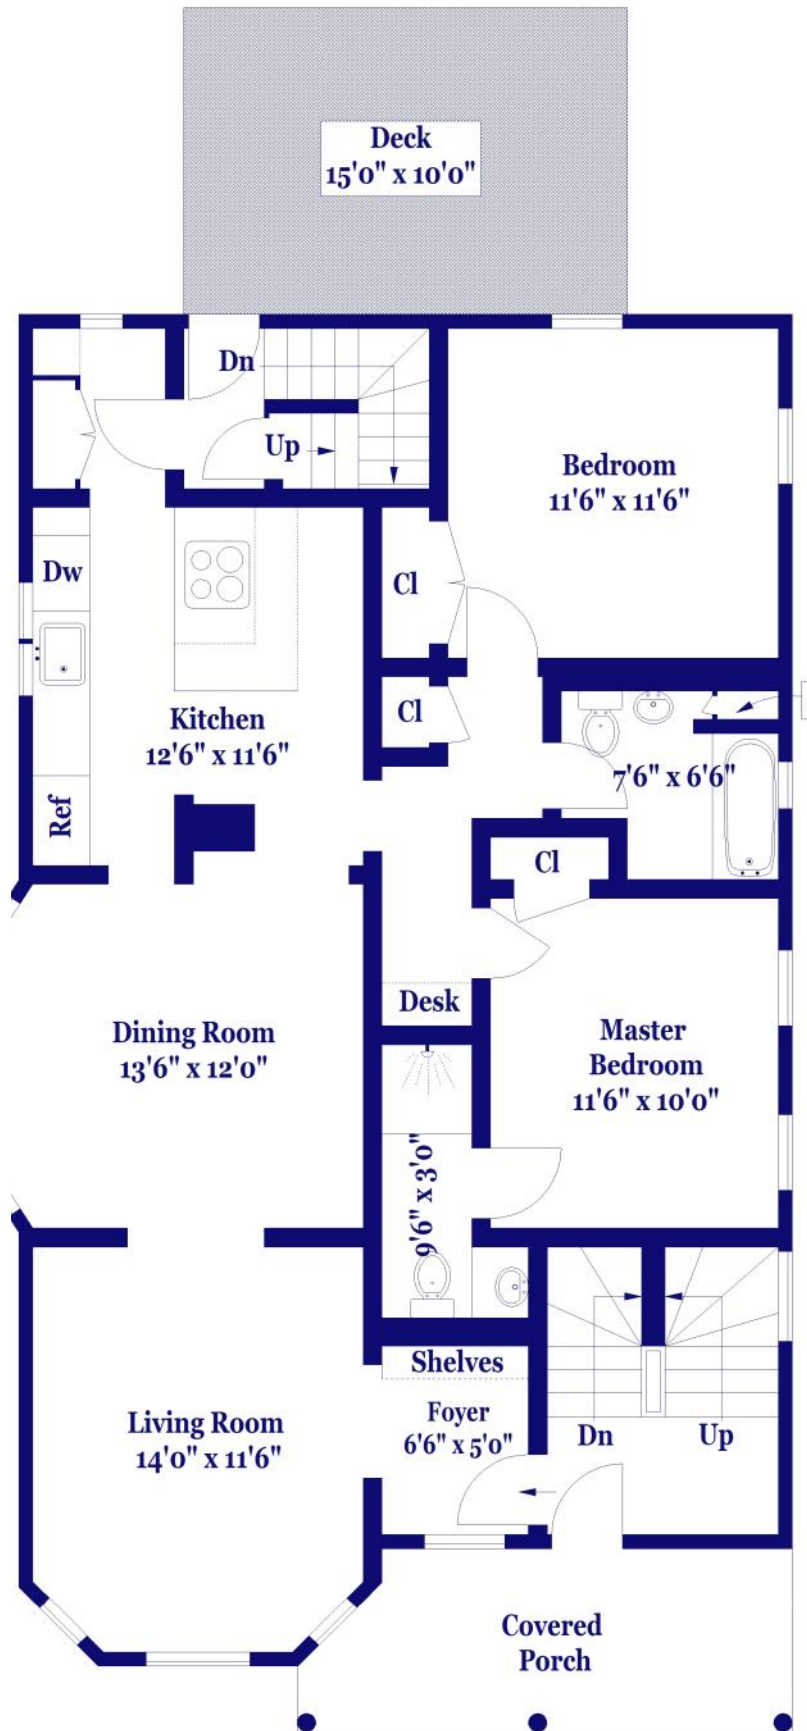 Deck
15'0" x 10'0"
Dn
Up
Bedroom
11'6" x 11'6"
Dw
Cl
Cl
Kitchen
12'6" x 11'6"
7'6" x 6'6"
Ref
Cl
Desk
Dining Room
13'6" x 12'0"
Master
Bedroom
11'6" x 10'0"
9'6" x 3'0"
Shelves
Foyer
6'6" x 5'0"
Living Room
14'0" x 11'6"
Dn
Up
Covered
Porch